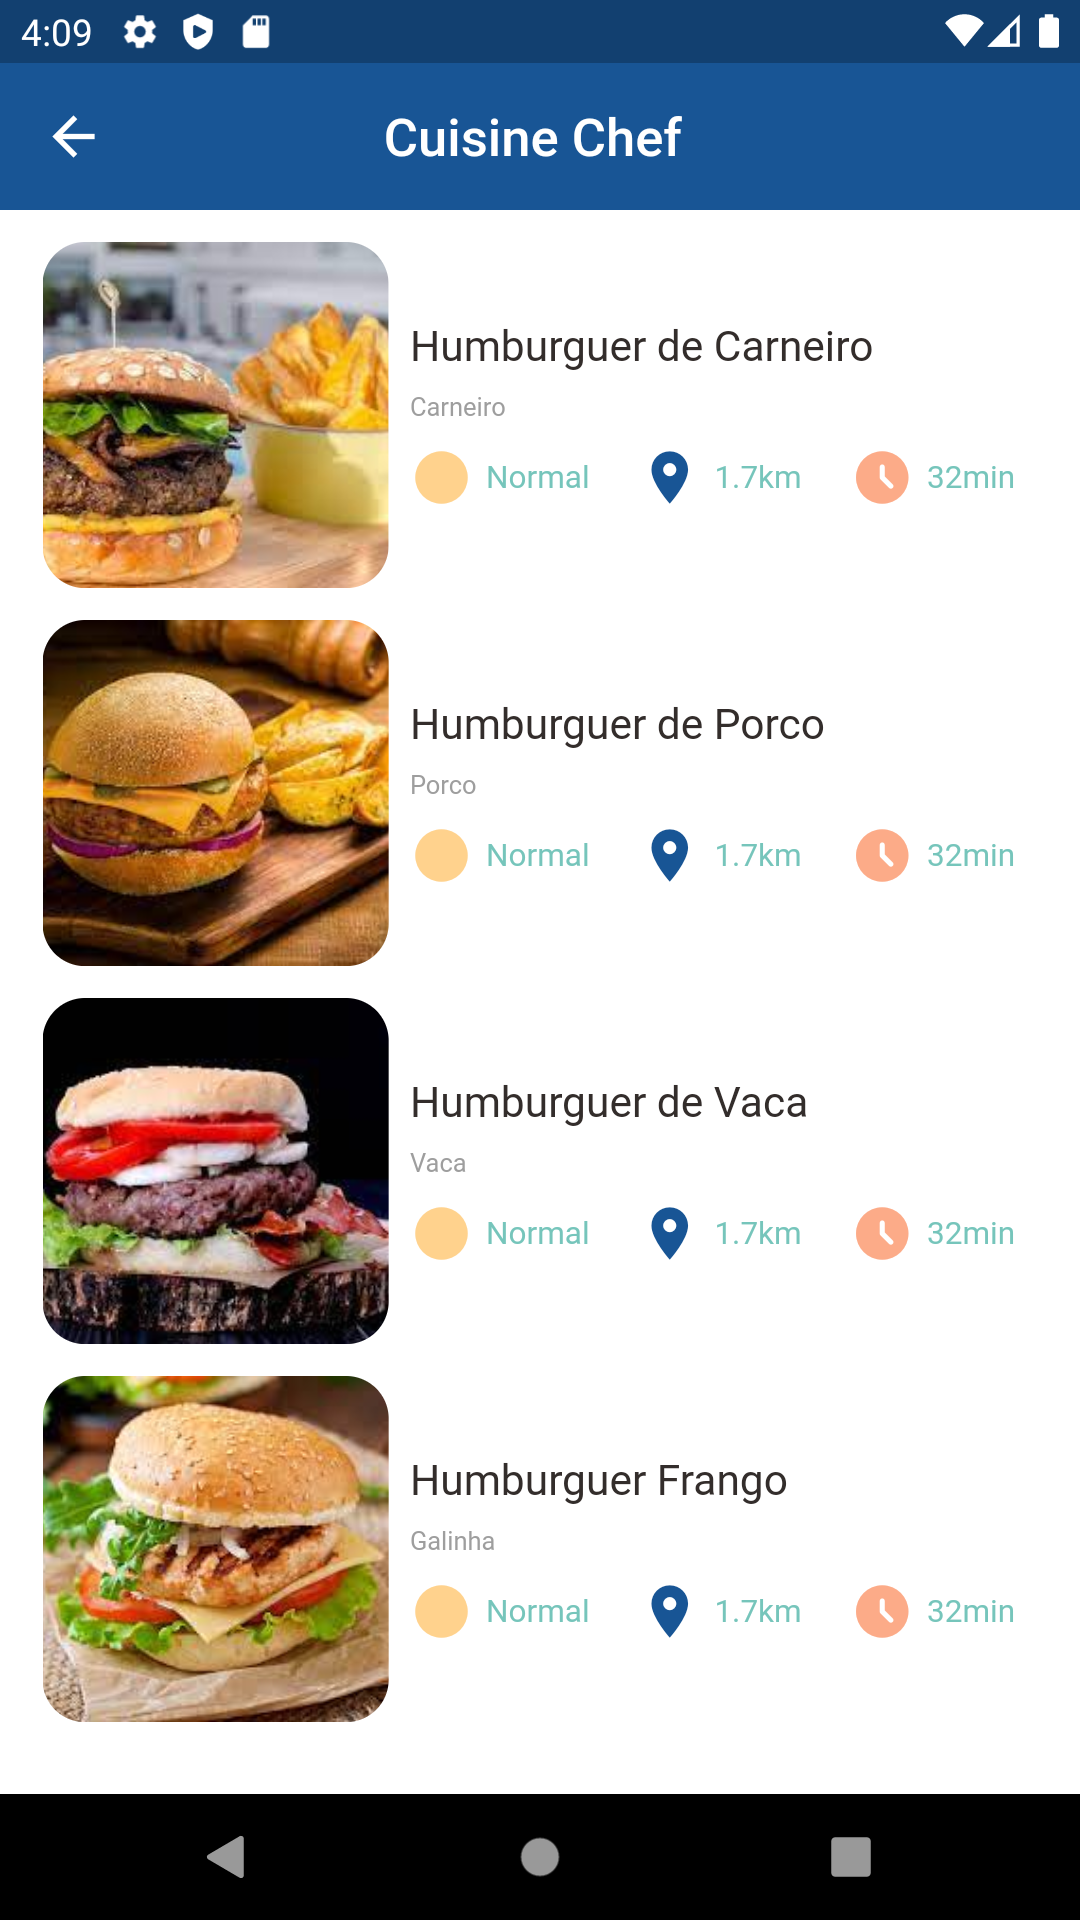 4:09
Cuisine Chef
Humburguer de Carneiro
Carneiro
Normal 1.7km 32min
Humburguer de Porco
Porco
Normal 1.7km 32min
Humburguer de Vaca
Vaca
Normal 1.7km 32min
Humburguer Frango
Galinha
Normal 1.7km 32min